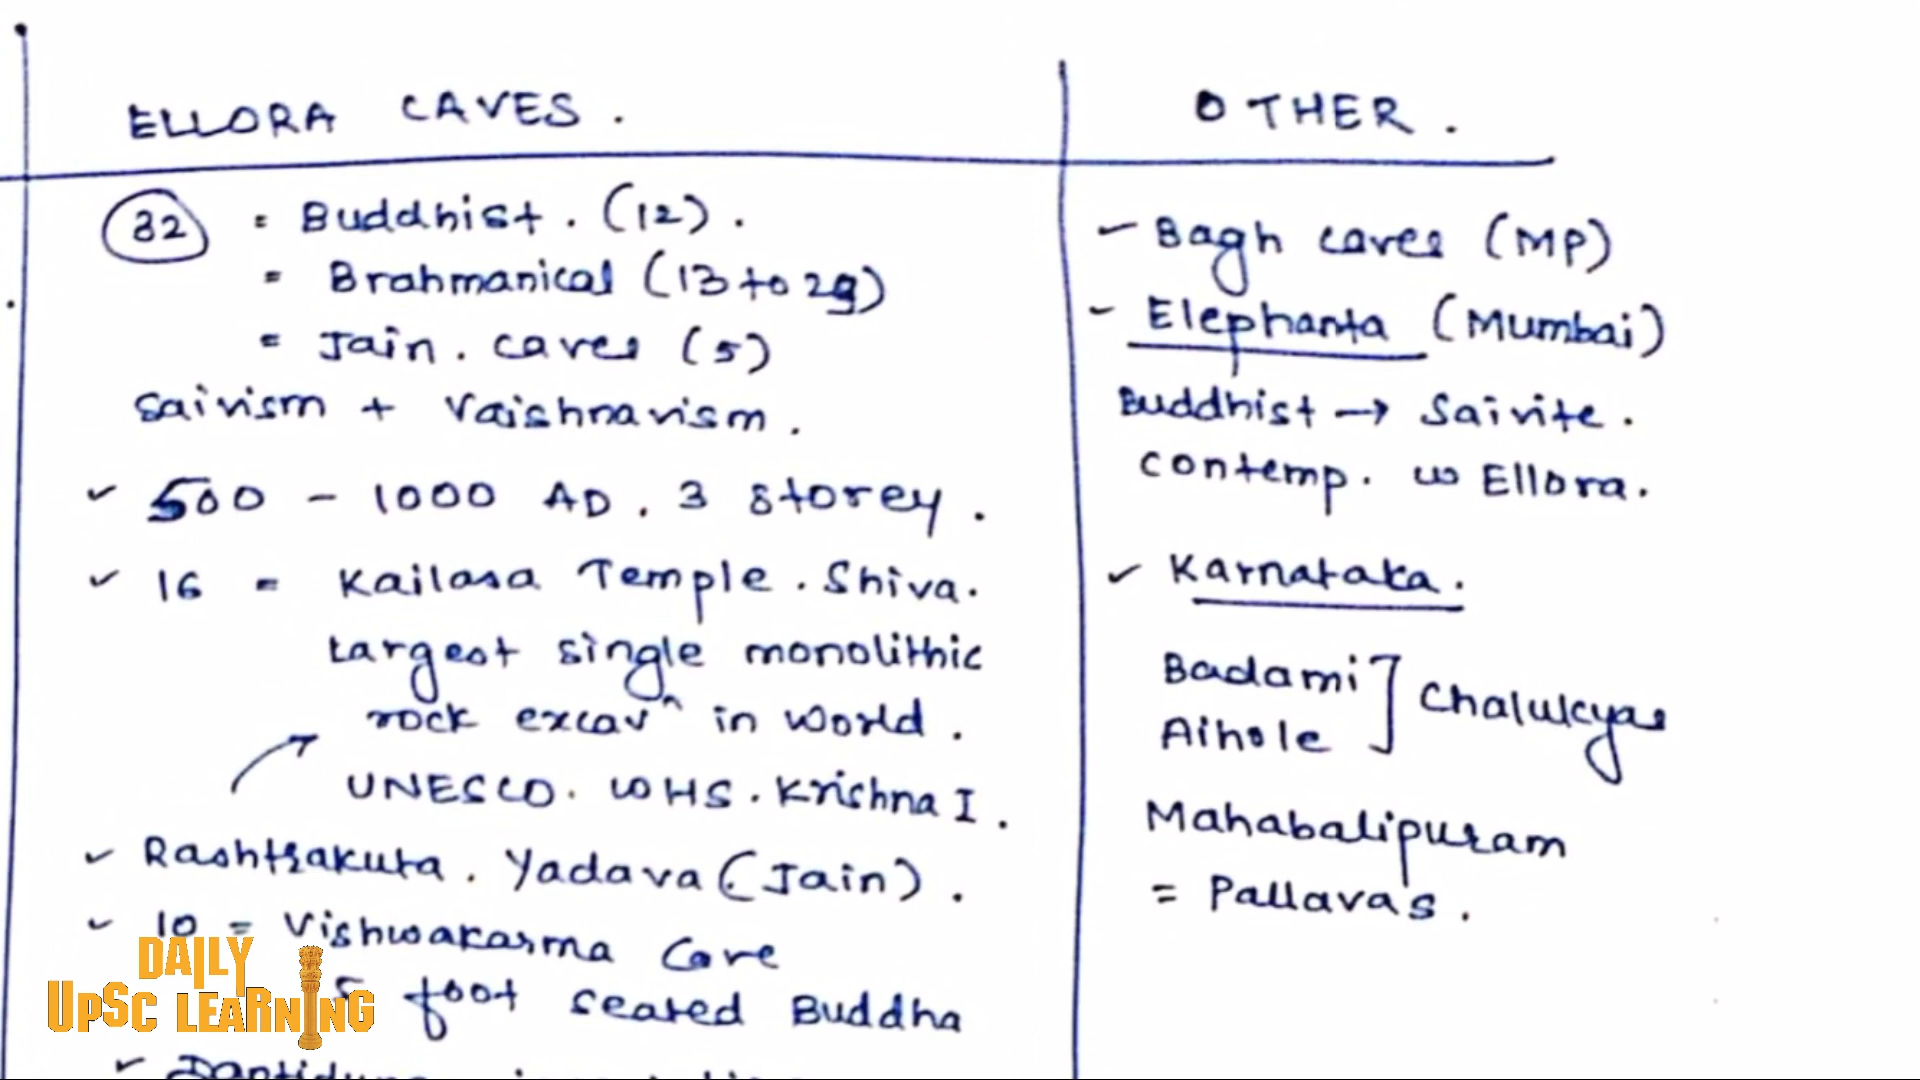 ELLORA CAVES.
32 = Buddhist. (12).
= Brahmanical (13 to 29)
= Jain. caves (5)
Saivism + Vaishnavism.
✓ 500 - 1000 AD. 3 storey.
✓ 16 = Kailasa Temple. Shiva.
Largest single monolithic
rock excavⁿ in world.
UNESCO. WHS. Krishna I.
✓ Rashtrakuta. Yadava (Jain).
✓ 10 = Vishwakarma Cave
foot seated Buddha
OTHER.
- Bagh caves (MP)
- Elephanta (Mumbai)
Buddhist → Saivite.
contemp. w Ellora.
✓ Karnataka.
Badami ] Chalukyas
Aihole
Mahabalipuram
= Pallavas.
DAILY
UPSC LEARNING